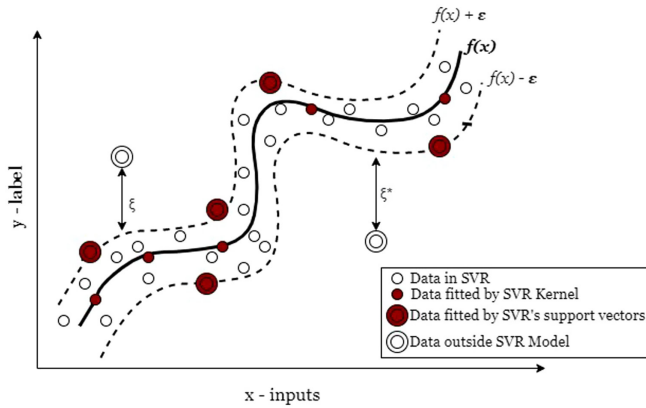 f(x) + ε
f(x)
f(x) - ε
y - label
ξ
ξ*
Data in SVR
Data fitted by SVR Kernel
Data fitted by SVR's support vectors
Data outside SVR Model
x - inputs